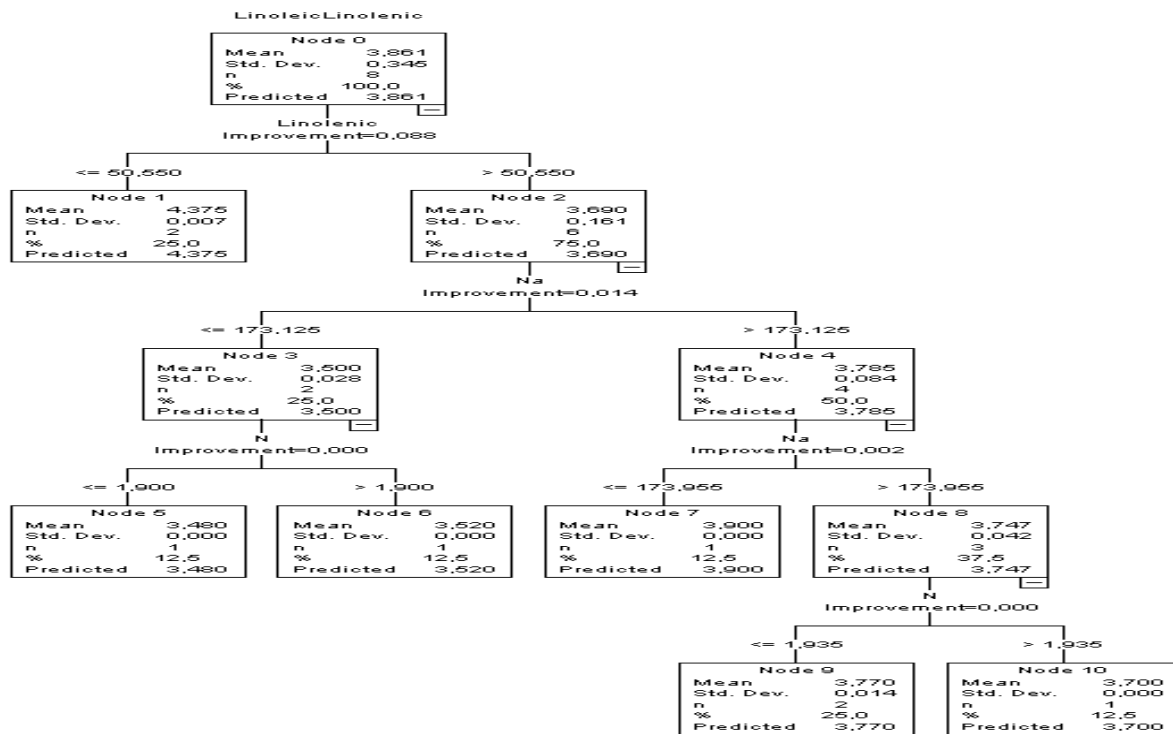 LinoleicLinolenic
Node 0
Mean 3,861
Std. Dev. 0,345
n 8
% 100,0
Predicted 3,861
Linolenic
Improvement=0,088
<= 50,550
> 50,550
Node 1
Mean 4,375
Std. Dev. 0,007
n 2
% 25,0
Predicted 4,375
Node 2
Mean 3,690
Std. Dev. 0,161
n 6
% 75,0
Predicted 3,690
Na
Improvement=0,014
<= 173,125
> 173,125
Node 3
Mean 3,500
Std. Dev. 0,028
n 2
% 25,0
Predicted 3,500
Node 4
Mean 3,785
Std. Dev. 0,084
n 4
% 50,0
Predicted 3,785
N
Improvement=0,000
Na
Improvement=0,002
<= 1,900
> 1,900
<= 173,955
> 173,955
Node 5
Mean 3,480
Std. Dev. 0,000
n 1
% 12,5
Predicted 3,480
Node 6
Mean 3,520
Std. Dev. 0,000
n 1
% 12,5
Predicted 3,520
Node 7
Mean 3,900
Std. Dev. 0,000
n 1
% 12,5
Predicted 3,900
Node 8
Mean 3,747
Std. Dev. 0,042
n 3
% 37,5
Predicted 3,747
N
Improvement=0,000
<= 1,935
> 1,935
Node 9
Mean 3,770
Std. Dev. 0,014
n 2
% 25,0
Predicted 3,770
Node 10
Mean 3,700
Std. Dev. 0,000
n 1
% 12,5
Predicted 3,700